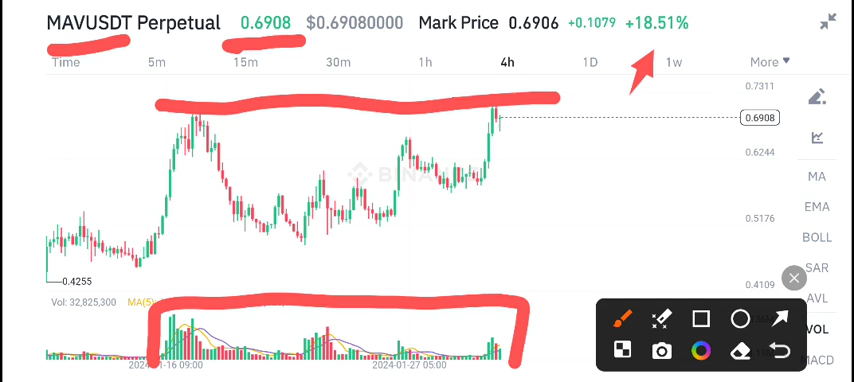 MAVUSDT Perpetual 0.6908 $0.69080000 Mark Price 0.6906 +0.1079 +18.51%
Time 5m 15m 30m 1h 4h 1D 1w More
0.7311
0.6908
0.6244
MA
0.5176
EMA
BOLL
SAR
0.4255
0.4109
AVL
Vol: 32,825,300 MA(5)
VOL
MACD
2024-01-16 09:00 2024-01-27 05:00